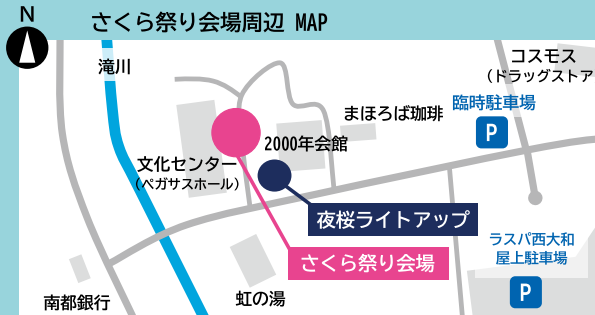 さくら祭り会場周辺 MAP
N
滝川
コスモス
（ドラッグストア
まほろば珈琲
臨時駐車場
P
2000年会館
文化センター
（ペガサスホール）
夜桜ライトアップ
さくら祭り会場
ラスパ西大和
屋上駐車場
P
南都銀行
虹の湯